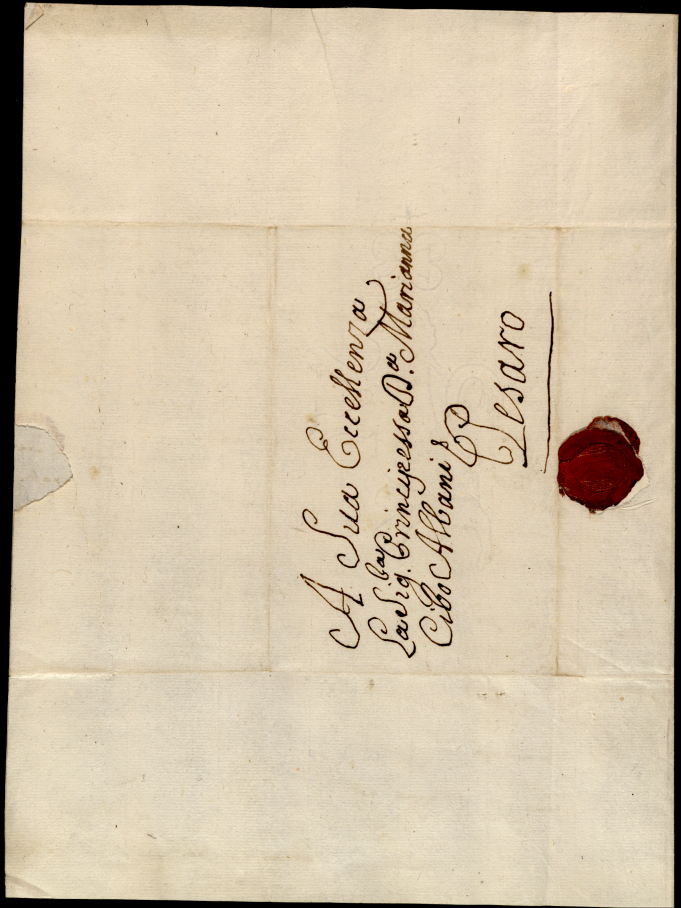 A Sua Eccellenza
La Sig.ra Principessa D.a Marianna
Cibo Albani
Pesaro